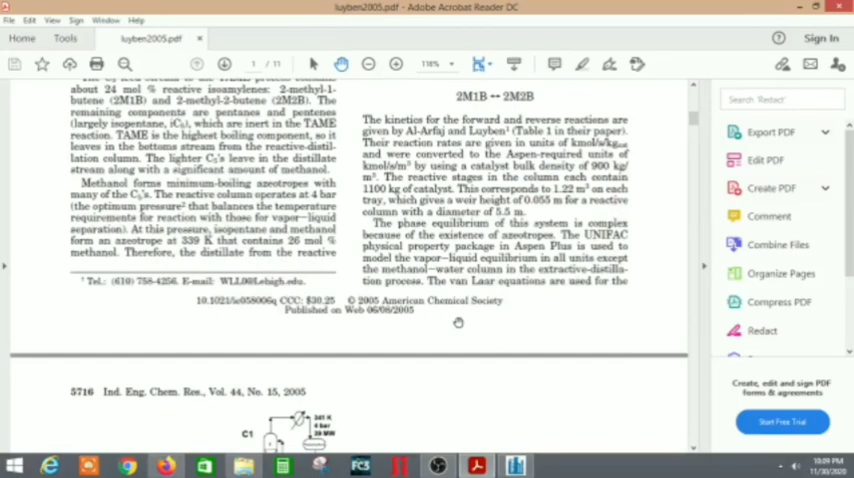 luyben2005.pdf - Adobe Acrobat Reader DC
File Edit View Sign Window Help
Home Tools luyben2005.pdf ×
Sign In
1 / 11
118%
about 24 mol % reactive isoamylenes: 2-methyl-1-
butene (2M1B) and 2-methyl-2-butene (2M2B). The
remaining components are pentanes and pentenes
(largely isopentane, iC5), which are inert in the TAME
reaction. TAME is the highest boiling component, so it
leaves in the bottoms stream from the reactive-distil-
lation column. The lighter C5's leave in the distillate
stream along with a significant amount of methanol.
Methanol forms minimum-boiling azeotropes with
many of the C5's. The reactive column operates at 4 bar
(the optimum pressure2 that balances the temperature
requirements for reaction with those for vapor–liquid
separation). At this pressure, isopentane and methanol
form an azeotrope at 339 K that contains 26 mol %
methanol. Therefore, the distillate from the reactive
† Tel.: (610) 758-4256. E-mail: WLL0@Lehigh.edu.
2M1B ↔ 2M2B
The kinetics for the forward and reverse reactions are
given by Al-Arfaj and Luyben1 (Table 1 in their paper).
Their reaction rates are given in units of kmol/s/kgcat
and were converted to the Aspen-required units of
kmol/s/m3 by using a catalyst bulk density of 900 kg/
m3. The reactive stages in the column each contain
1100 kg of catalyst. This corresponds to 1.22 m3 on each
tray, which gives a weir height of 0.055 m for a reactive
column with a diameter of 5.5 m.
The phase equilibrium of this system is complex
because of the existence of azeotropes. The UNIFAC
physical property package in Aspen Plus is used to
model the vapor–liquid equilibrium in all units except
the methanol–water column in the extractive-distilla-
tion process. The van Laar equations are used for the
10.1021/ie058006q CCC: $30.25 © 2005 American Chemical Society
Published on Web 06/08/2005
5716 Ind. Eng. Chem. Res., Vol. 44, No. 15, 2005
C1
341 K
4 bar
39 MW
Search 'Redact'
Export PDF
Edit PDF
Create PDF
Comment
Combine Files
Organize Pages
Compress PDF
Redact
Create, edit and sign PDF
forms & agreements
Start Free Trial
FCS
10:09 PM
11/30/2020